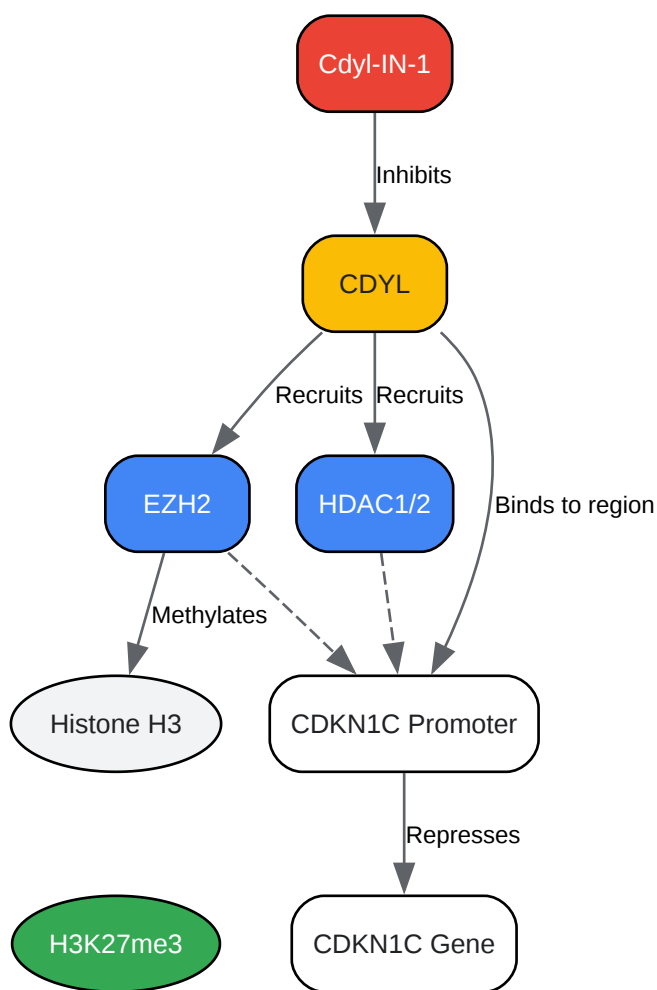 Cdyl-IN-1
Inhibits
CDYL
Recruits
Recruits
EZH2
HDAC1/2
Binds to region
Methylates
Histone H3
CDKN1C Promoter
Represses
H3K27me3
CDKN1C Gene